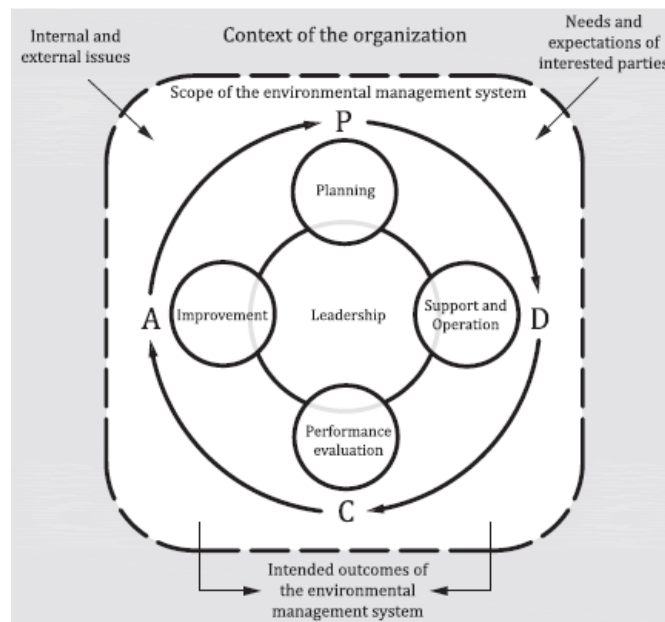 Internal and
external issues
Context of the organization
Needs and
expectations of
interested parties
Scope of the environmental management system
P
Planning
A
Improvement
Leadership
Support and
Operation
D
Performance
evaluation
C
Intended outcomes of
the environmental
management system